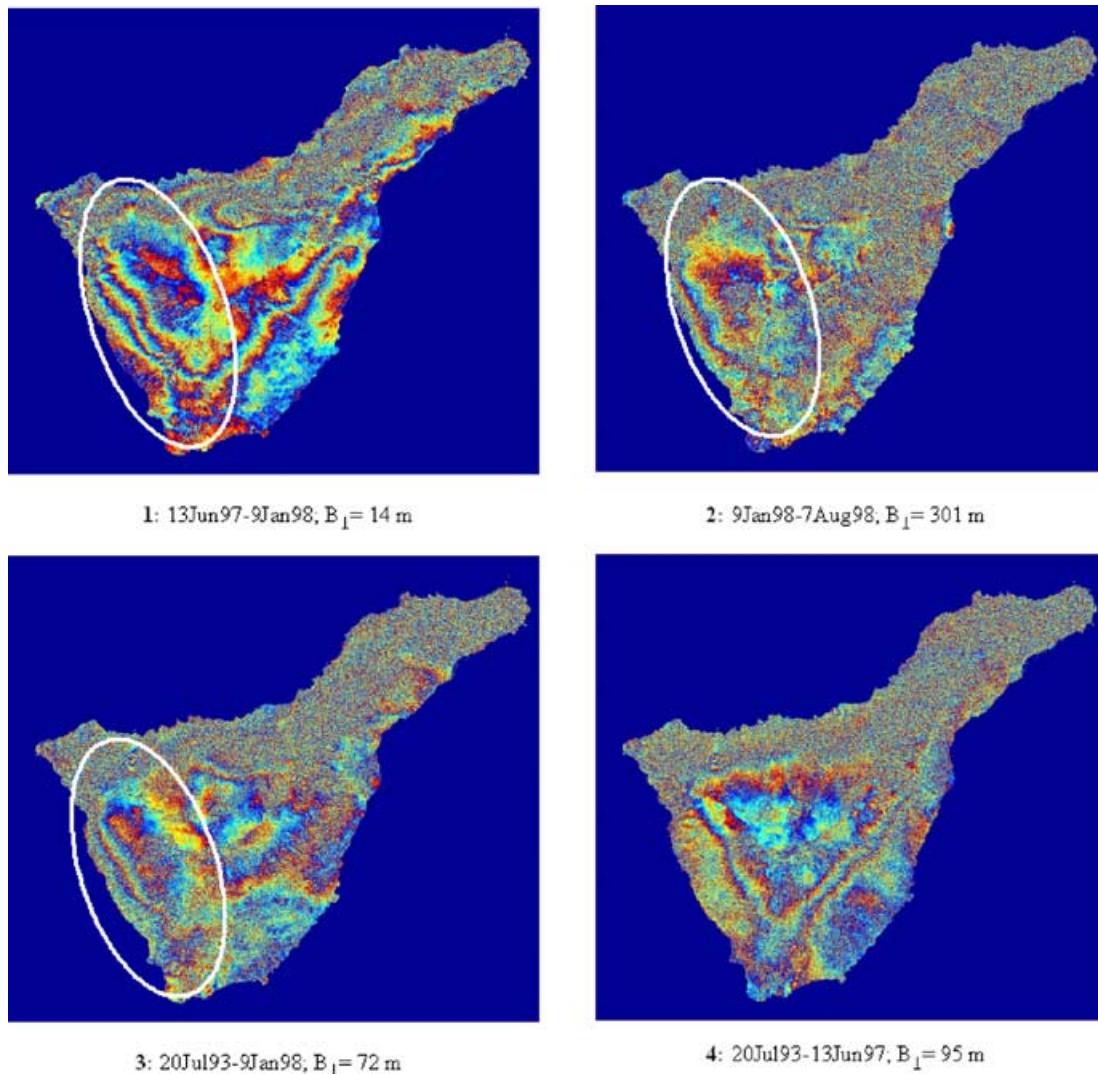 1: 13Jun97-9Jan98; B⊥= 14 m
2: 9Jan98-7Aug98; B⊥= 301 m
3: 20Jul93-9Jan98; B⊥= 72 m
4: 20Jul93-13Jun97; B⊥= 95 m